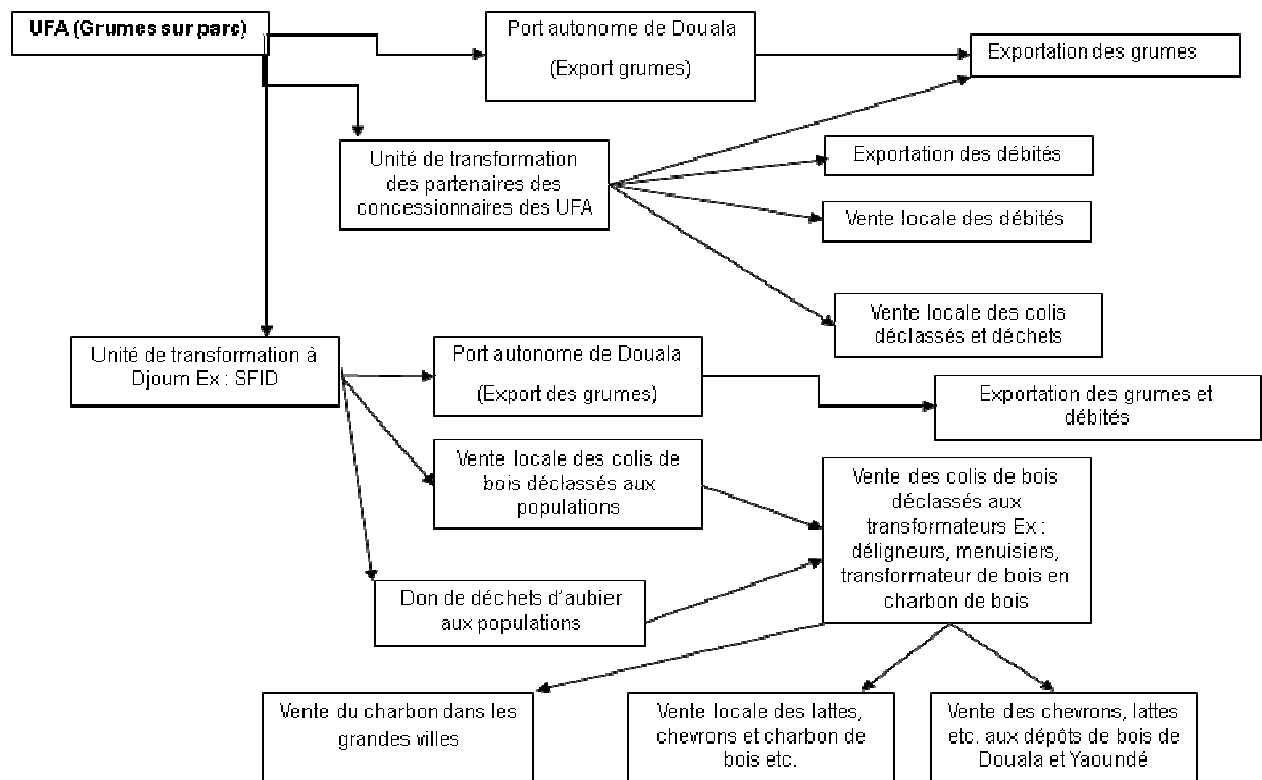 UFA (Grumes sur parc)
Port autonome de Douala
(Export grumes)
Exportation des grumes
Unité de transformation
des partenaires des
concessionnaires des UFA
Exportation des débités
Vente locale des débités
Vente locale des colis
déclassés et déchets
Unité de transformation à
Djoum Ex : SFID
Port autonome de Douala
(Export des grumes)
Exportation des grumes et
débités
Vente locale des colis de
bois déclassés aux
populations
Vente des colis de bois
déclassés aux
transformateurs Ex :
déligneurs, menuisiers,
transformateur de bois en
charbon de bois
Don de déchets d'aubier
aux populations
Vente du charbon dans les
grandes villes
Vente locale des lattes,
chevrons et charbon de
bois etc.
Vente des chevrons, lattes
etc. aux dépôts de bois de
Douala et Yaoundé